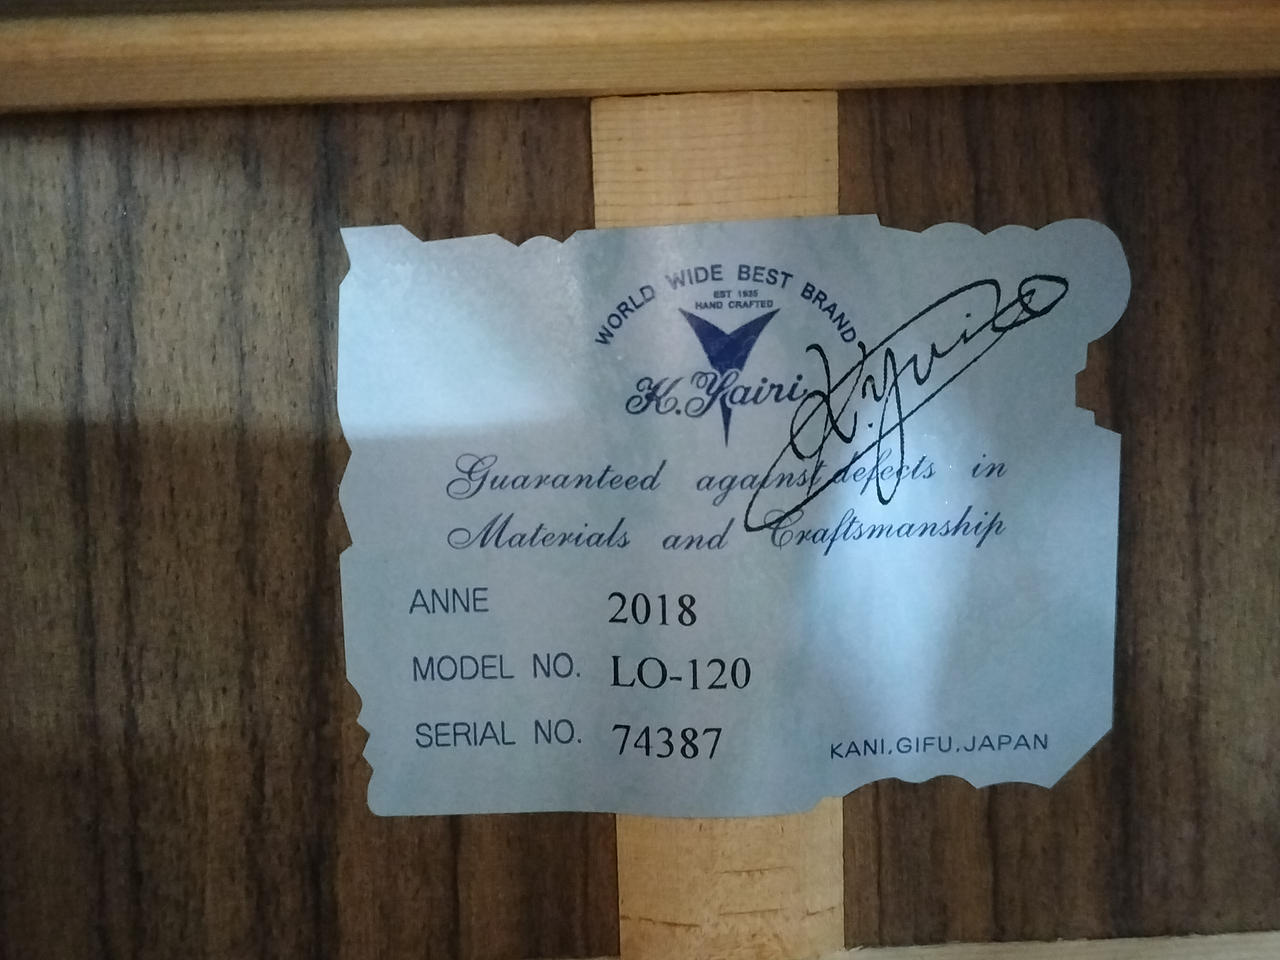 WORLD WIDE BEST BRAND
EST 1935
HAND CRAFTED
K.Yairi
K.Yairi
Guaranteed against defects in
Materials and Craftsmanship
ANNE 2018
MODEL NO. LO-120
SERIAL NO. 74387
KANI.GIFU.JAPAN